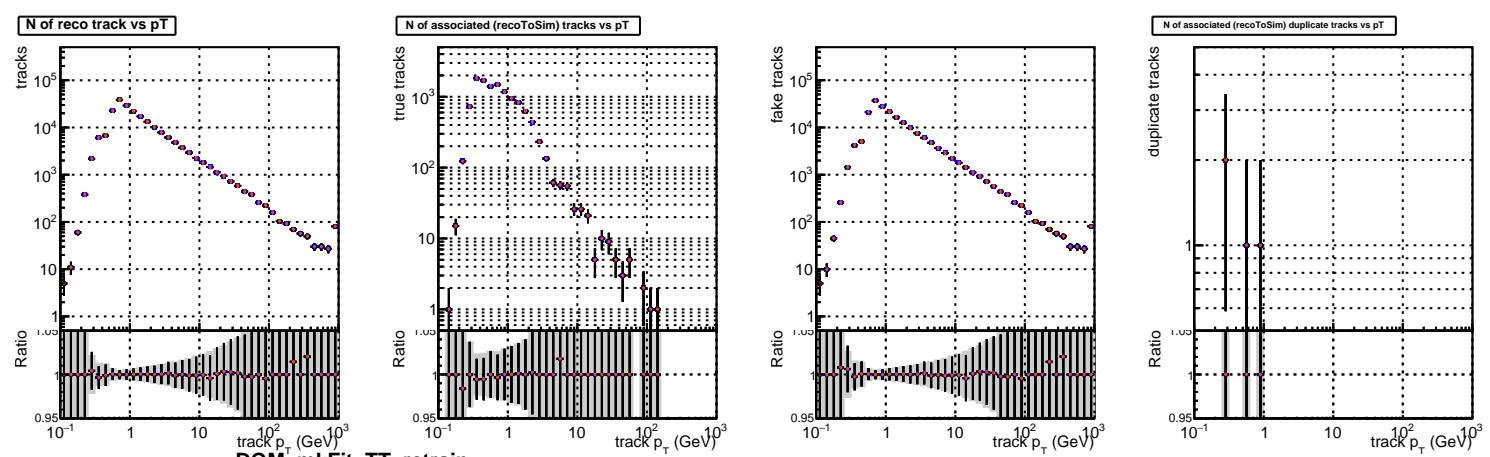 N of reco track vs pT
tracks
10^5
10^4
10^3
10^2
10
1
Ratio
1.05
1
0.95
10^−1 1 10 10^2 10^3
track p_T (GeV)
N of associated (recoToSim) tracks vs pT
true tracks
10^3
10^2
10
1
Ratio
1.05
1
0.95
10^−1 1 10 10^2 10^3
track p_T (GeV)
fake tracks
10^5
10^4
10^3
10^2
10
1
Ratio
1.05
1
0.95
10^−1 1 10 10^2 10^3
track p_T (GeV)
N of associated (recoToSim) duplicate tracks vs pT
duplicate tracks
1
Ratio
1.05
1
0.95
10^−1 1 10 10^2 10^3
track p_T (GeV)